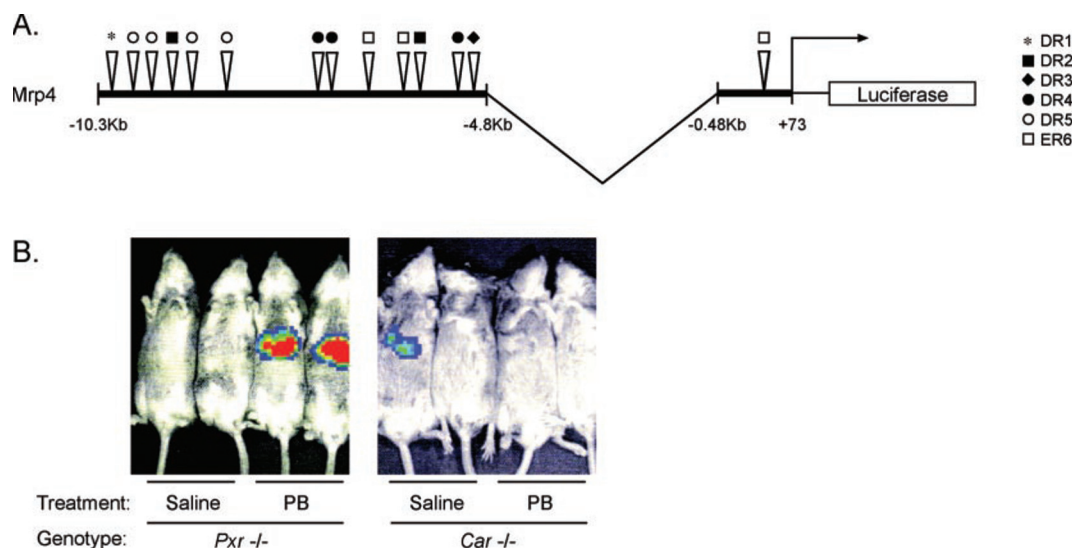 A.
* DR1
■ DR2
◆ DR3
● DR4
○ DR5
□ ER6
Mrp4
Luciferase
-10.3Kb
-4.8Kb
-0.48Kb
+73
B.
Treatment: Saline PB Saline PB
Genotype: Pxr -/- Car -/-